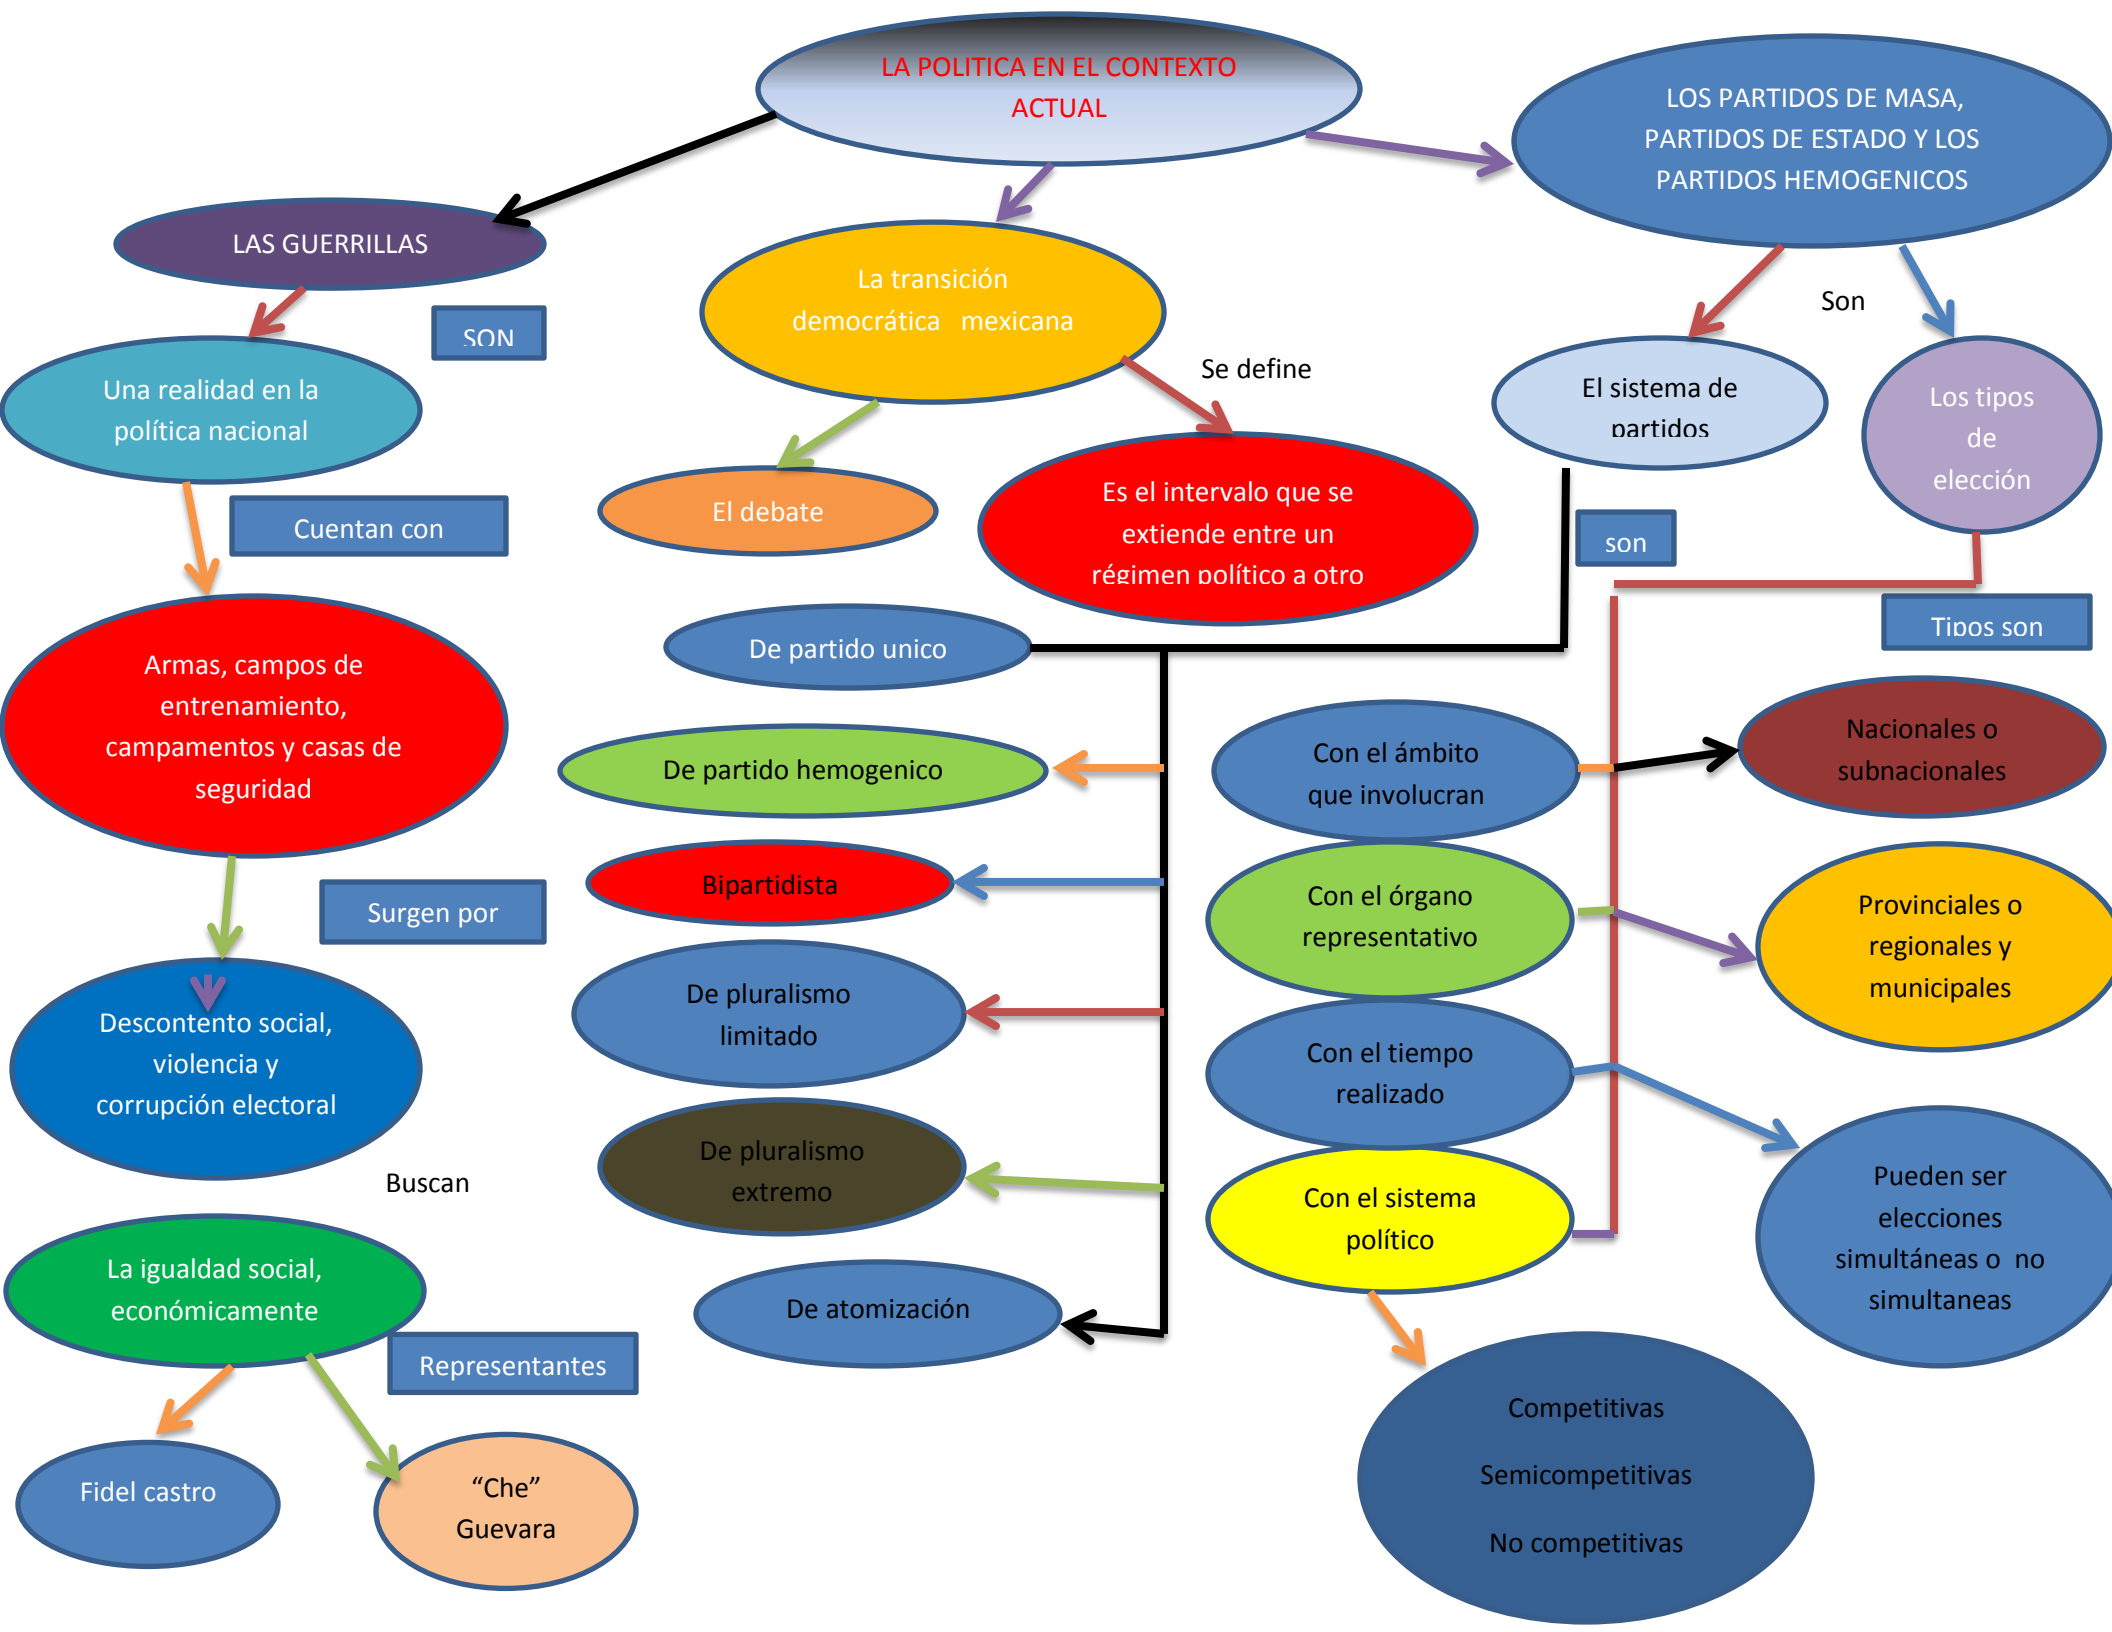 LA POLITICA EN EL CONTEXTO
ACTUAL
LOS PARTIDOS DE MASA,
PARTIDOS DE ESTADO Y LOS
PARTIDOS HEMOGENICOS
LAS GUERRILLAS
SON
Una realidad en la
política nacional
Cuentan con
Armas, campos de
entrenamiento,
campamentos y casas de
seguridad
Surgen por
Descontento social,
violencia y
corrupción electoral
Buscan
La igualdad social,
económicamente
Representantes
Fidel castro
“Che”
Guevara
La transición
democrática mexicana
Se define
El debate
Es el intervalo que se
extiende entre un
régimen político a otro
Son
El sistema de
partidos
Los tipos
de
elección
son
De partido unico
De partido hemogenico
Bipartidista
De pluralismo
limitado
De pluralismo
extremo
De atomización
Tipos son
Con el ámbito
que involucran
Nacionales o
subnacionales
Con el órgano
representativo
Provinciales o
regionales y
municipales
Con el tiempo
realizado
Pueden ser
elecciones
simultáneas o no
simultaneas
Con el sistema
político
Competitivas
Semicompetitivas
No competitivas